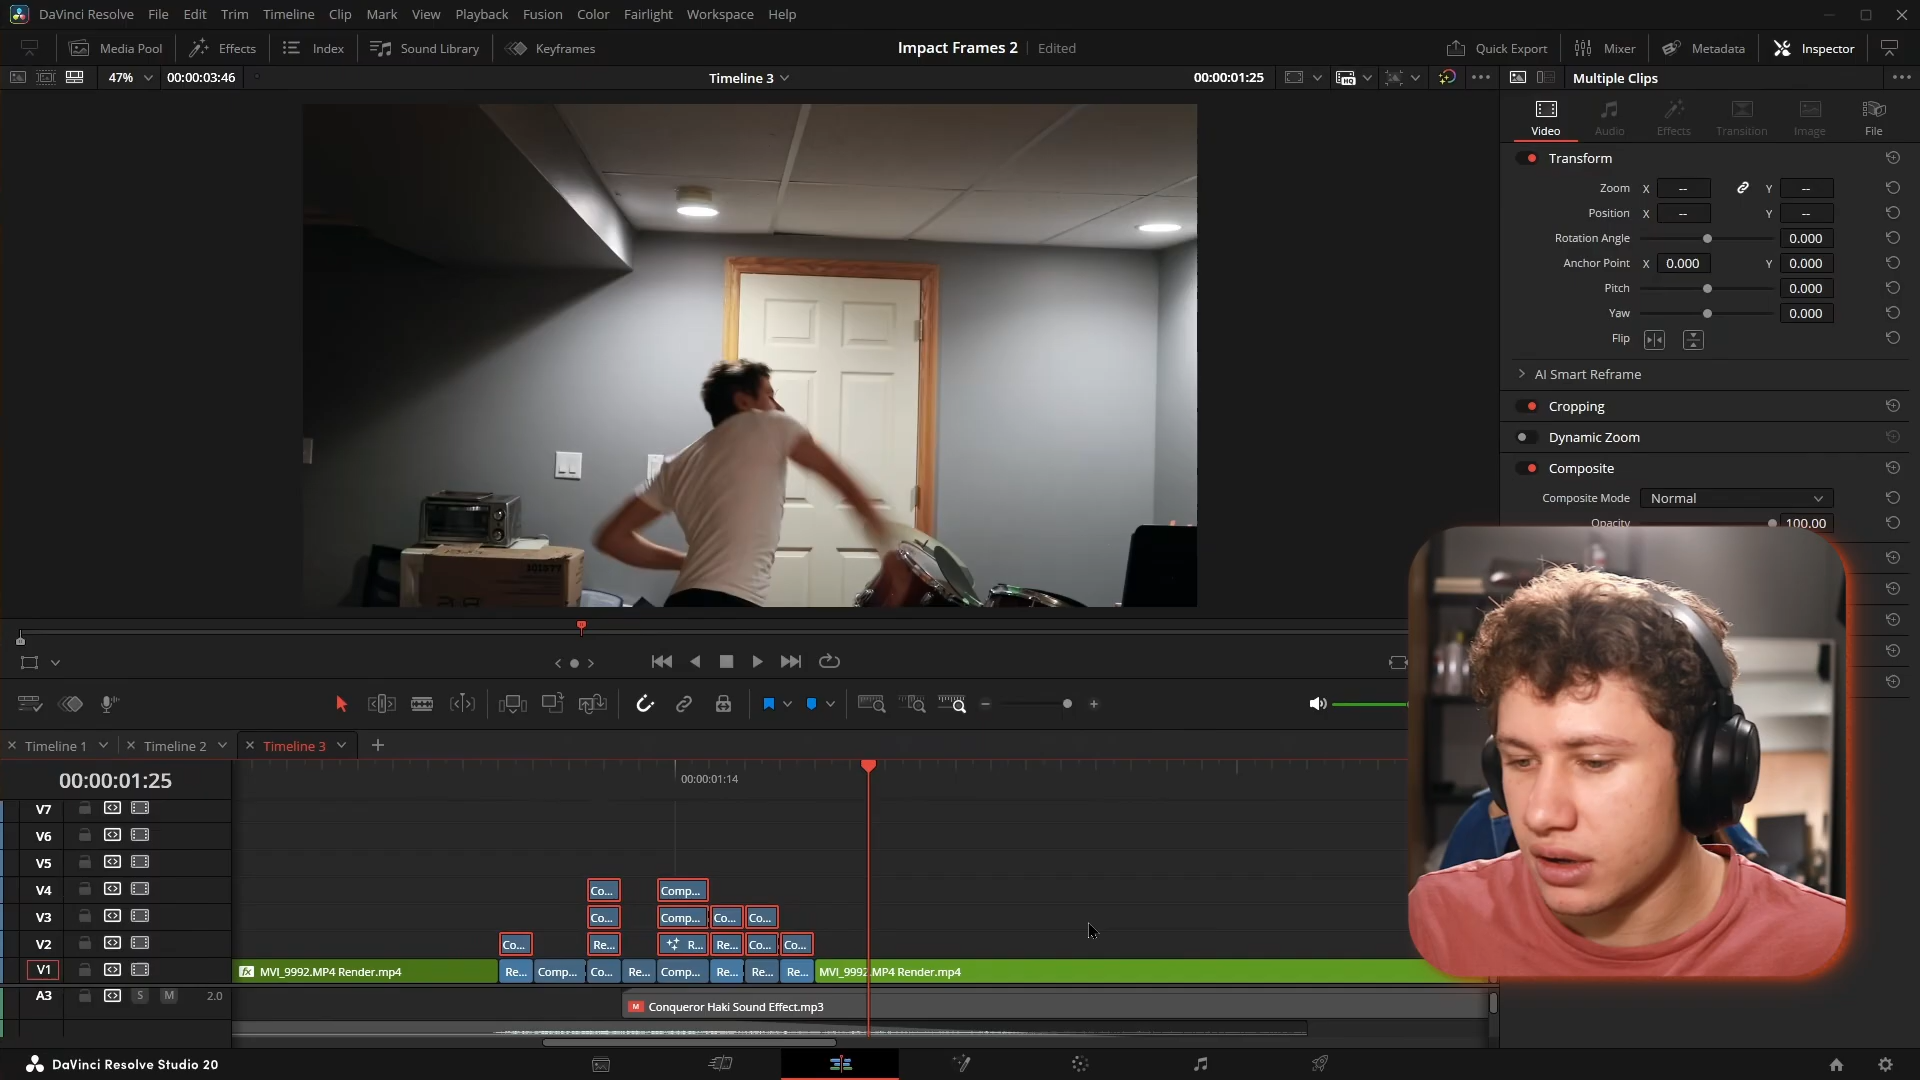 DaVinci Resolve File Edit Trim Timeline Clip Mark View Playback Fusion Color Fairlight Workspace Help
Media Pool Effects Index Sound Library Keyframes Impact Frames 2 Edited Quick Export Mixer Metadata Inspector
47% 00:00:03:46 Timeline 3 00:00:01:25 Multiple Clips
Video Audio Effects Transition Image File
Transform
Zoom X -- Y --
Position X -- Y --
Rotation Angle 0.000
Anchor Point X 0.000 Y 0.000
Pitch 0.000
Yaw 0.000
Flip
AI Smart Reframe
Cropping
Dynamic Zoom
Composite
Composite Mode Normal
Opacity 100.00
Timeline 1 Timeline 2 Timeline 3
00:00:01:25 00:00:01:14
V7
V6
V5
V4 Co... Comp...
V3 Co... Comp... Co... Co...
V2 Co... Re... R... Re... Co... Co...
V1 MVI_9992.MP4 Render.mp4 Re... Comp... Co... Re... Comp... Re... Re... Re... MVI_9992.MP4 Render.mp4
A3 S M 2.0 Conqueror Haki Sound Effect.mp3
DaVinci Resolve Studio 20